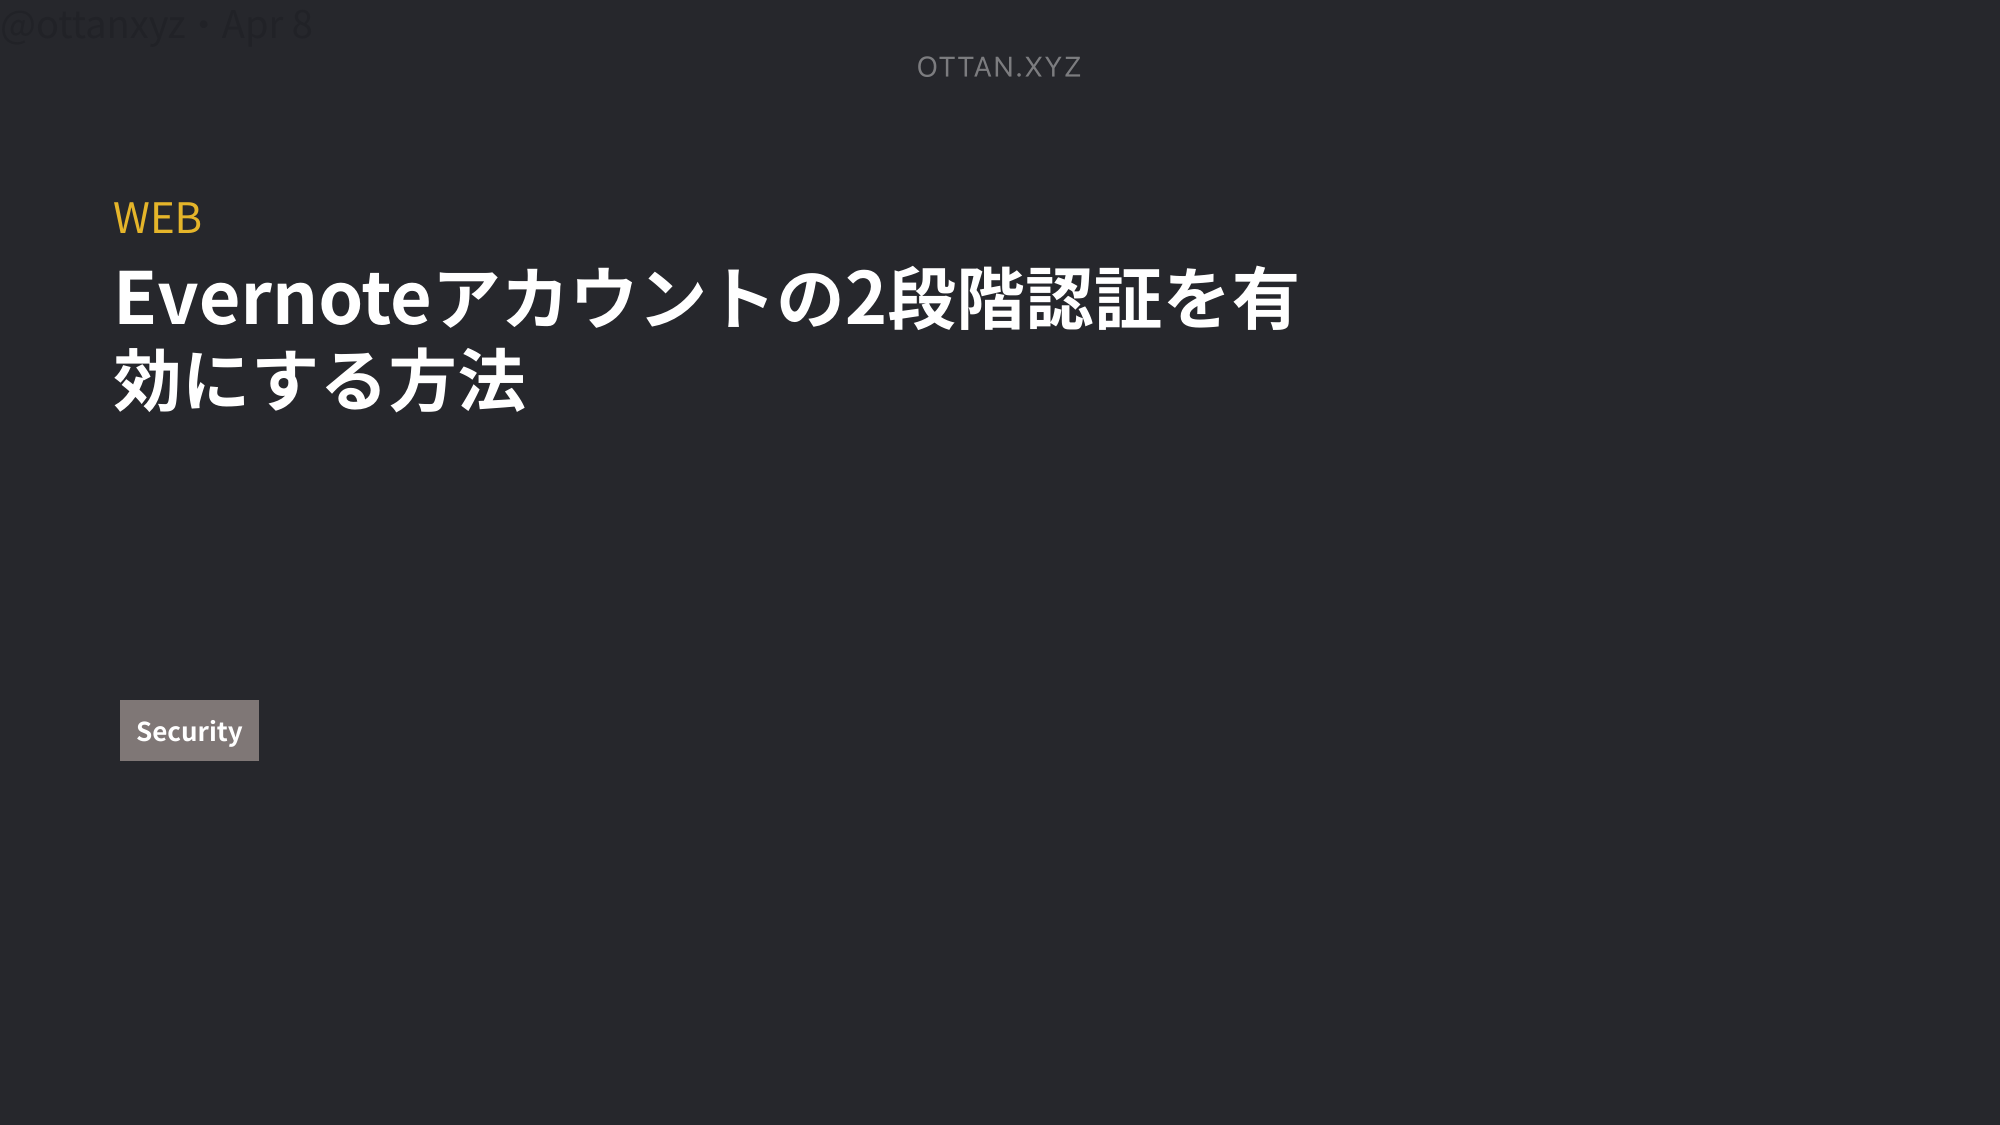 @ottanxyz・Apr 8
OTTAN.XYZ
WEB
Evernoteアカウントの2段階認証を有
効にする方法
Security